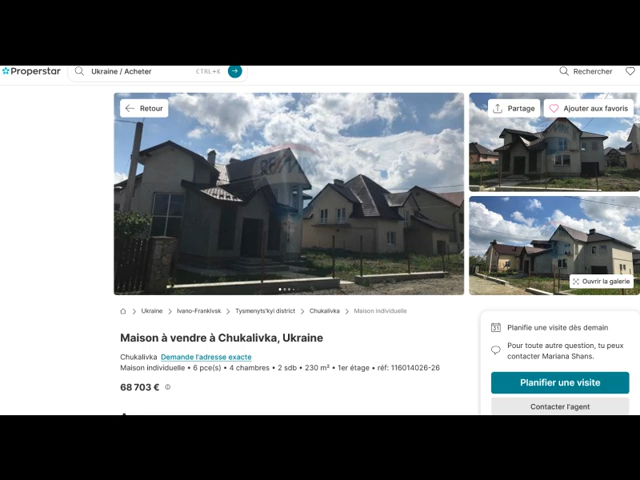 Properstar
Ukraine / Acheter
CTRL+K
Rechercher
Retour
Partage
Ajouter aux favoris
RE/MAX
Ouvrir la galerie
Ukraine > Ivano-Frankivsk > Tysmenyts'kyi district > Chukalivka > Maison individuelle
Maison à vendre à Chukalivka, Ukraine
Chukalivka Demande l'adresse exacte
Maison individuelle • 6 pce(s) • 4 chambres • 2 sdb • 230 m² • 1er étage • réf: 116014026-26
68 703 €
31
Planifie une visite dès demain
Pour toute autre question, tu peux
contacter Mariana Shans.
Planifier une visite
Contacter l'agent